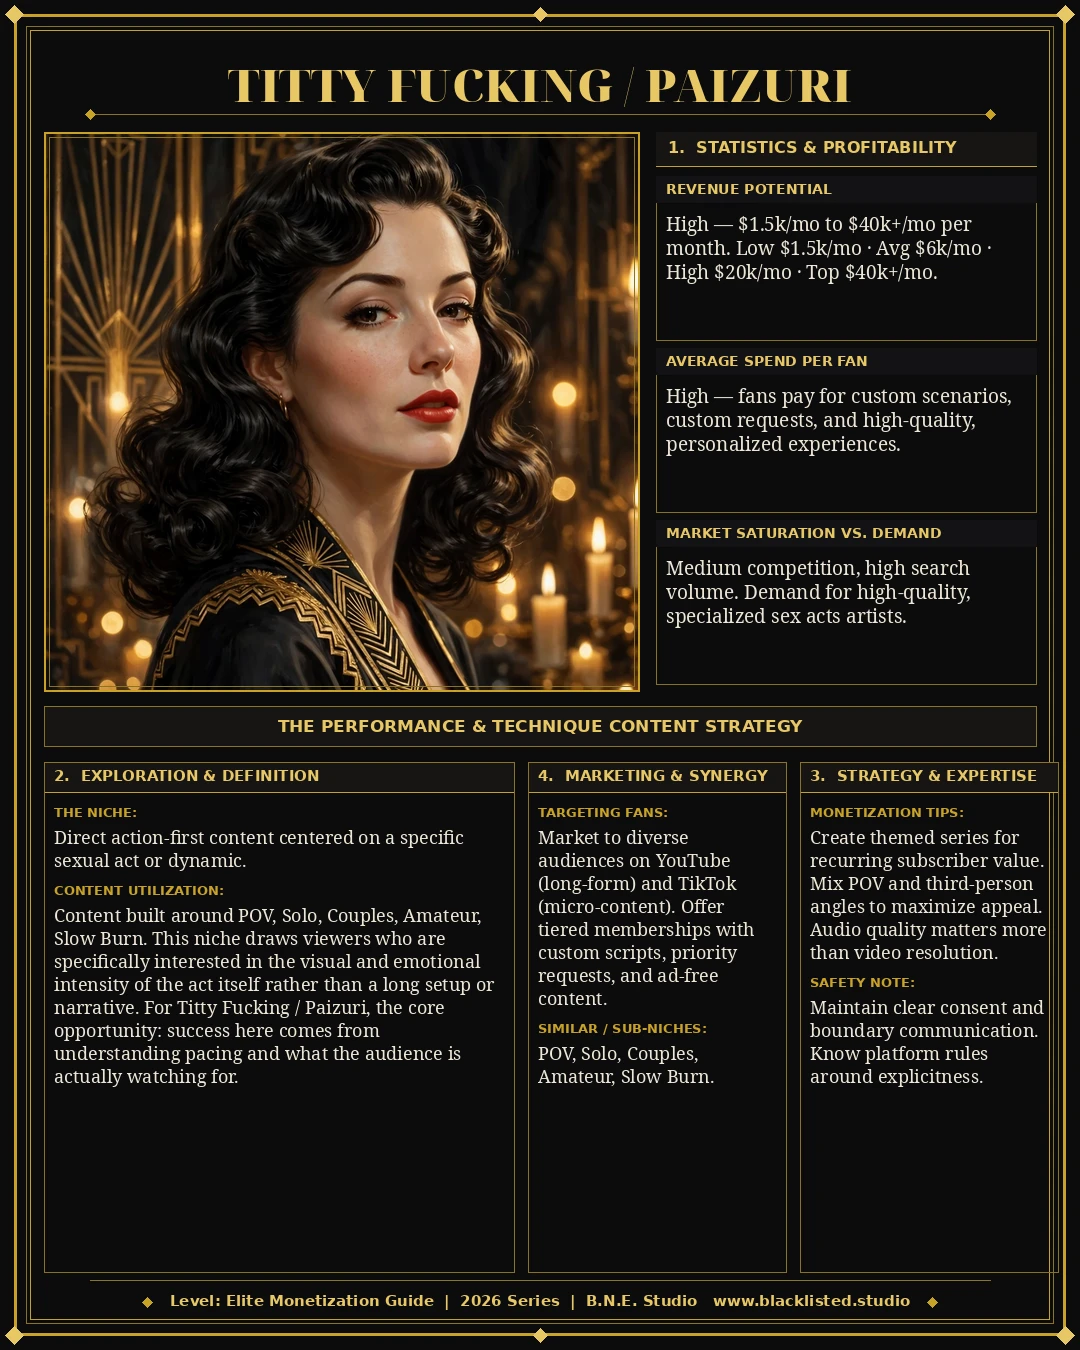 TITTY FUCKING / PAIZURI
1. STATISTICS & PROFITABILITY
REVENUE POTENTIAL
High — $1.5k/mo to $40k+/mo per
month. Low $1.5k/mo · Avg $6k/mo ·
High $20k/mo · Top $40k+/mo.
AVERAGE SPEND PER FAN
High — fans pay for custom scenarios,
custom requests, and high-quality,
personalized experiences.
MARKET SATURATION VS. DEMAND
Medium competition, high search
volume. Demand for high-quality,
specialized sex acts artists.
THE PERFORMANCE & TECHNIQUE CONTENT STRATEGY
2. EXPLORATION & DEFINITION
THE NICHE:
Direct action-first content centered on a specific
sexual act or dynamic.
CONTENT UTILIZATION:
Content built around POV, Solo, Couples, Amateur,
Slow Burn. This niche draws viewers who are
specifically interested in the visual and emotional
intensity of the act itself rather than a long setup or
narrative. For Titty Fucking / Paizuri, the core
opportunity: success here comes from
understanding pacing and what the audience is
actually watching for.
4. MARKETING & SYNERGY
TARGETING FANS:
Market to diverse
audiences on YouTube
(long-form) and TikTok
(micro-content). Offer
tiered memberships with
custom scripts, priority
requests, and ad-free
content.
SIMILAR / SUB-NICHES:
POV, Solo, Couples,
Amateur, Slow Burn.
3. STRATEGY & EXPERTISE
MONETIZATION TIPS:
Create themed series for
recurring subscriber value.
Mix POV and third-person
angles to maximize appeal.
Audio quality matters more
than video resolution.
SAFETY NOTE:
Maintain clear consent and
boundary communication.
Know platform rules
around explicitness.
Level: Elite Monetization Guide | 2026 Series | B.N.E. Studio www.blacklisted.studio